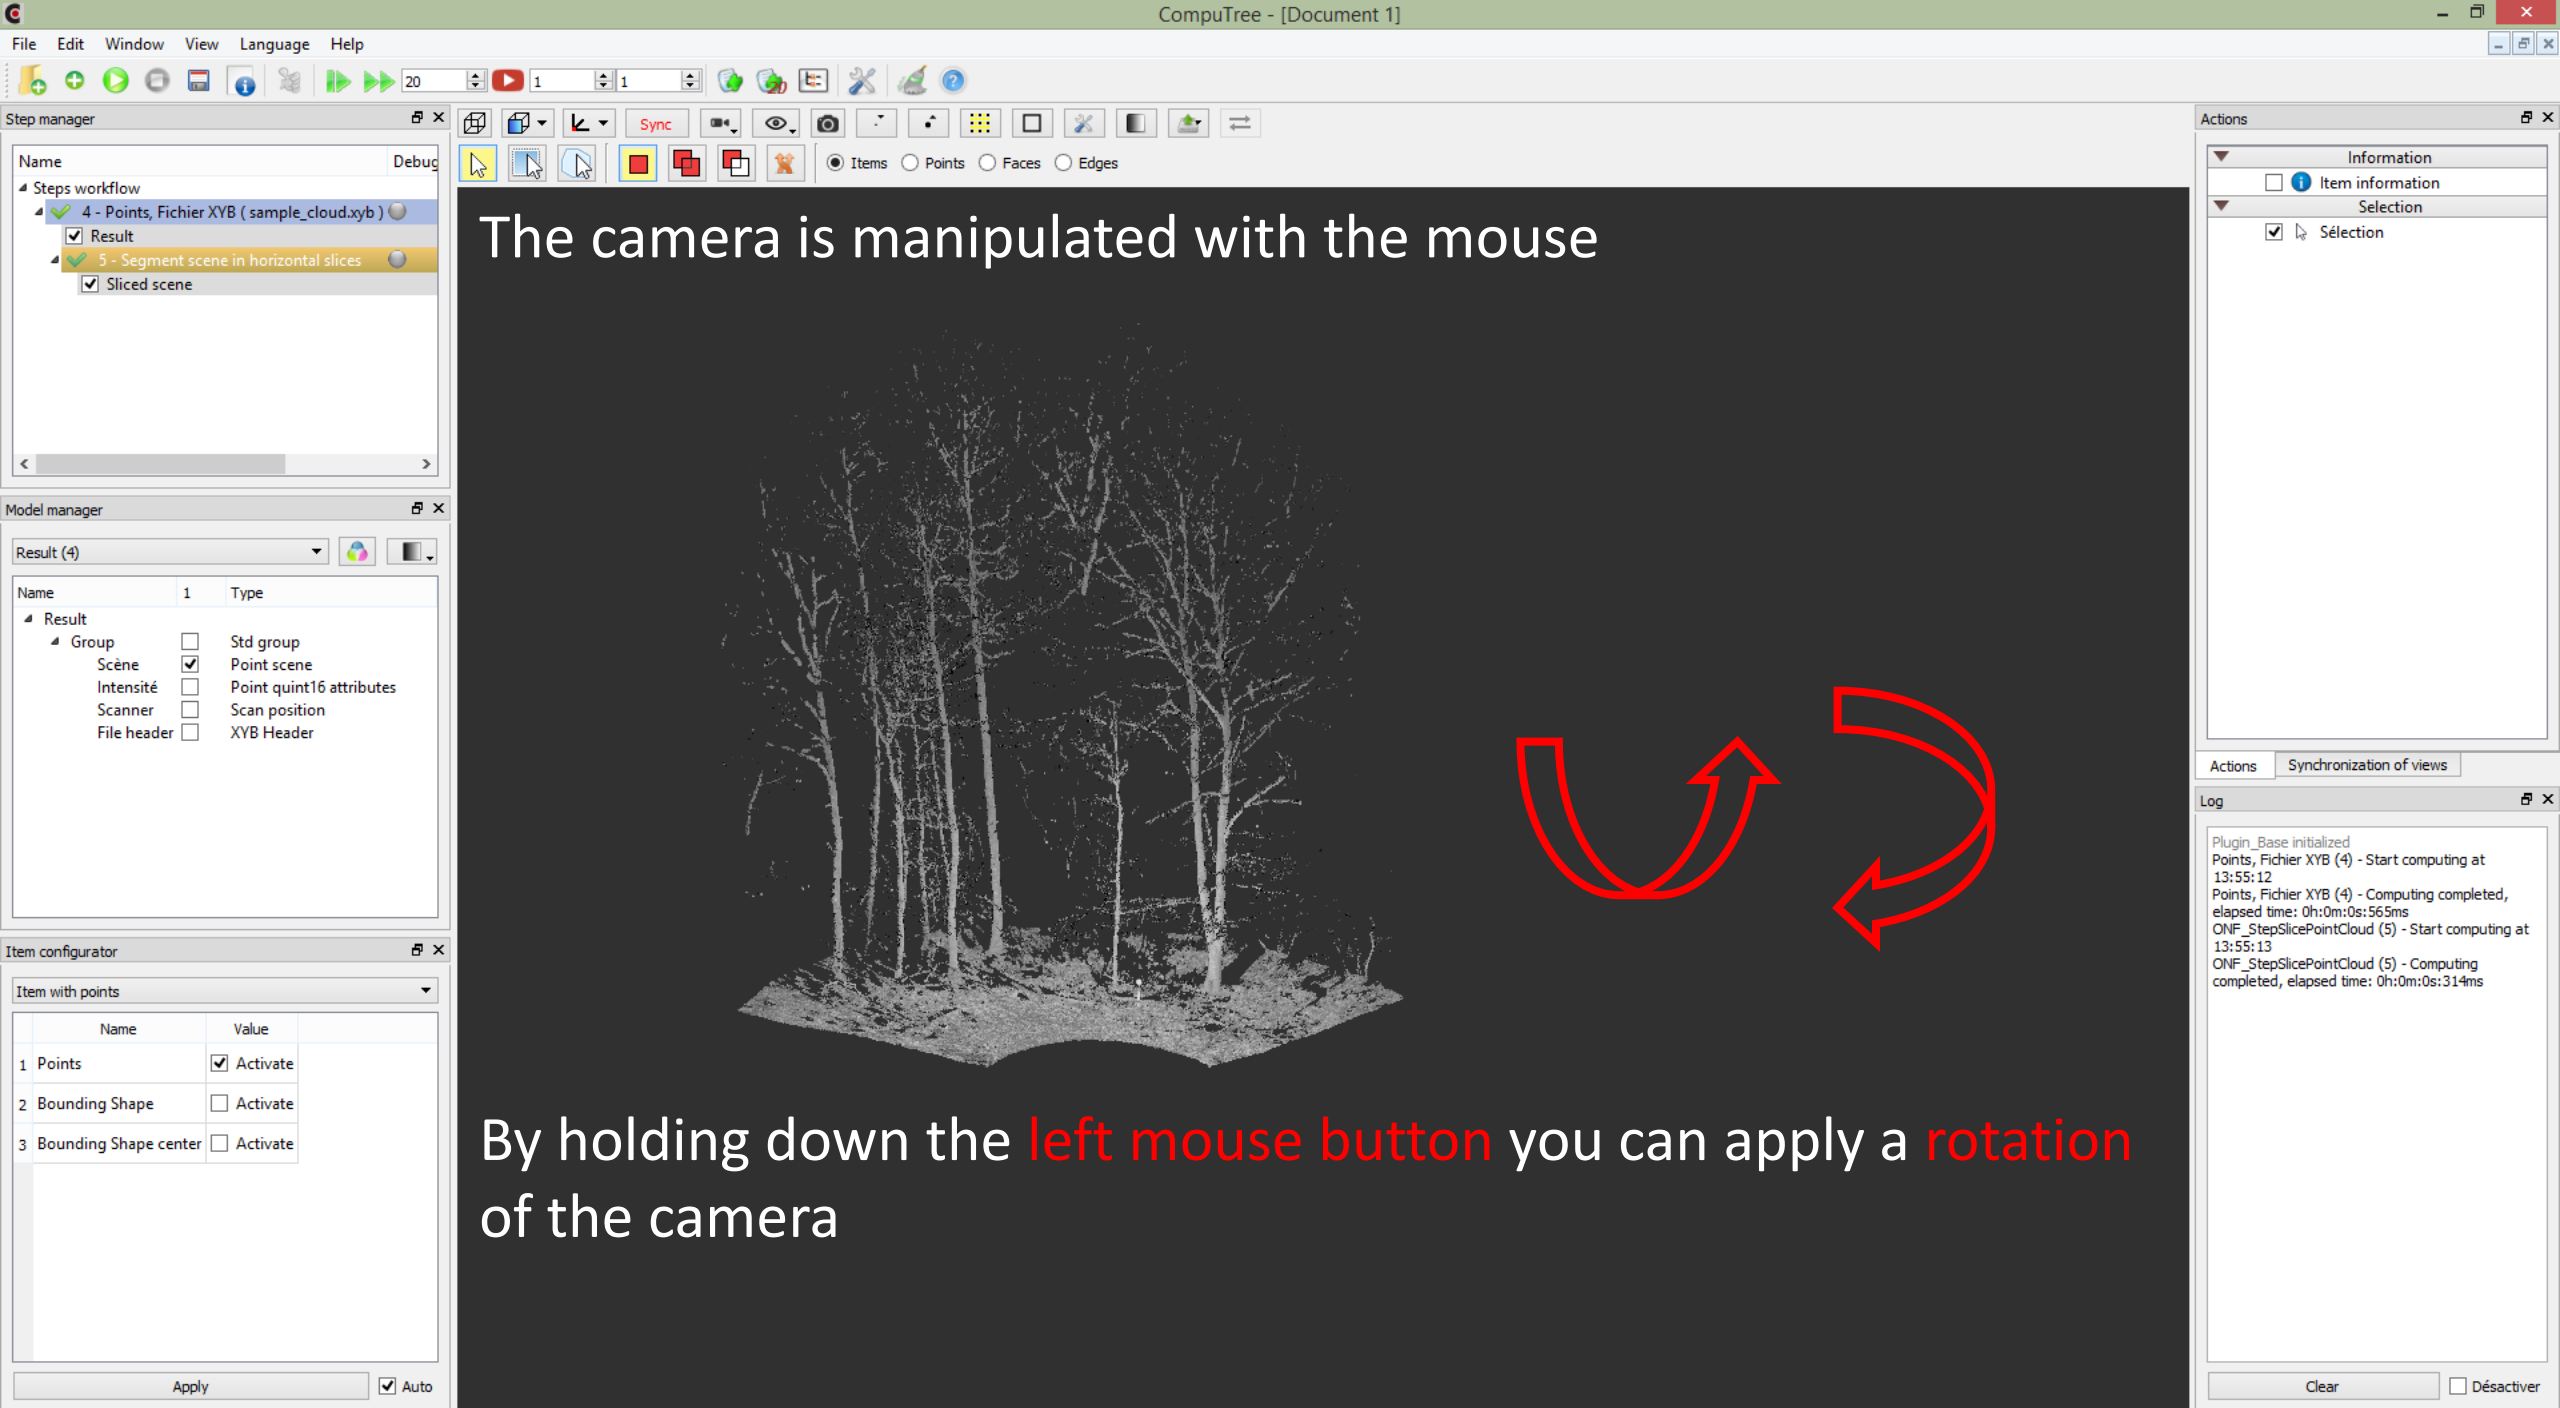 CompuTree - [Document 1]
File Edit Window View Language Help
20 1 1
Step manager
Name Debug
Steps workflow
4 - Points, Fichier XYB ( sample_cloud.xyb )
Result
5 - Segment scene in horizontal slices
Sliced scene
Model manager
Result (4)
Name 1 Type
Result
Group Std group
Scène Point scene
Intensité Point quint16 attributes
Scanner Scan position
File header XYB Header
Item configurator
Item with points
Name Value
1 Points Activate
2 Bounding Shape Activate
3 Bounding Shape center Activate
Apply Auto
Sync
Items Points Faces Edges
The camera is manipulated with the mouse
By holding down the left mouse button you can apply a rotation
of the camera
Actions
Information
Item information
Selection
Sélection
Actions Synchronization of views
Log
Plugin_Base initialized
Points, Fichier XYB (4) - Start computing at
13:55:12
Points, Fichier XYB (4) - Computing completed,
elapsed time: 0h:0m:0s:565ms
ONF_StepSlicePointCloud (5) - Start computing at
13:55:13
ONF_StepSlicePointCloud (5) - Computing
completed, elapsed time: 0h:0m:0s:314ms
Clear Désactiver